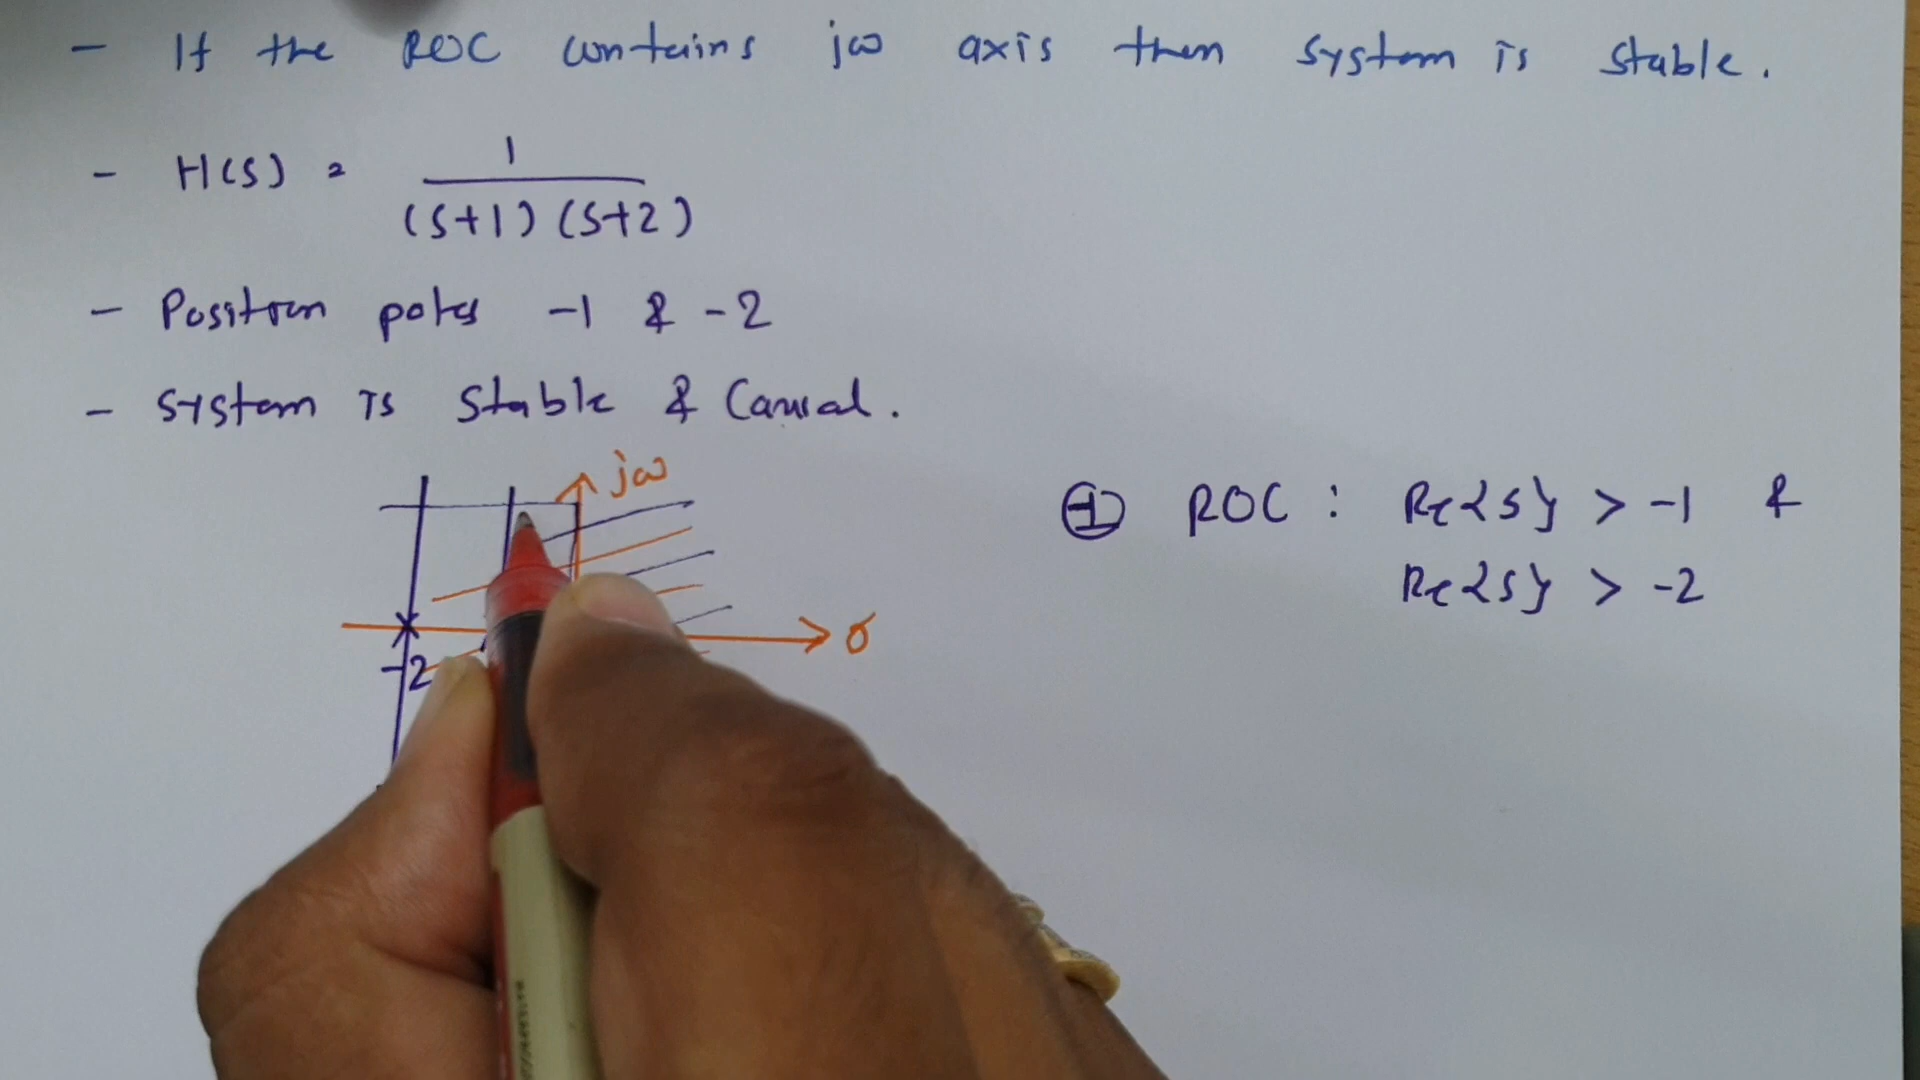 - If the ROC contains jω axis then system is stable.
- H(s) = 1
(s+1)(s+2)
- Position poles -1 & -2
- System is stable & Causal.
jω
① ROC : Re{s} > -1 &
Re{s} > -2
σ
-2